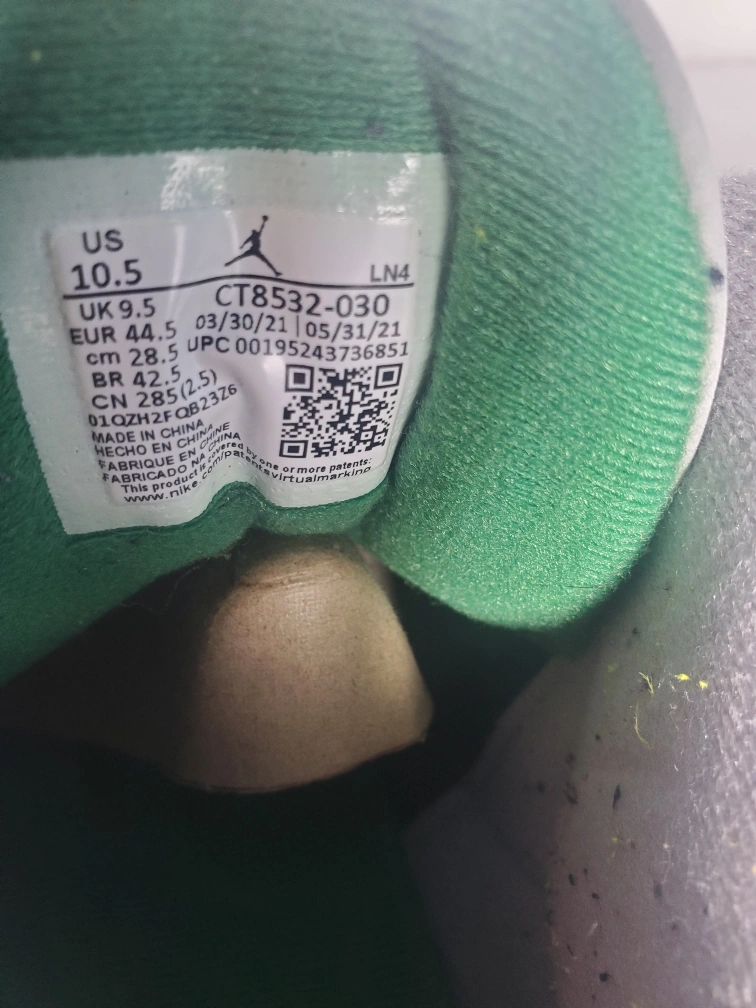 US
10.5
LN4
UK 9.5
CT8532-030
EUR 44.5
03/30/21 | 05/31/21
cm 28.5
UPC 00195243736851
BR 42.5
CN 285(2.5)
01QZH2FQB23Z6
MADE IN CHINA
HECHO EN CHINA
FABRIQUE EN CHINE
FABRICADO NA CHINA
This product is covered by one or more patents:
www.nike.com/patentsvirtualmarking